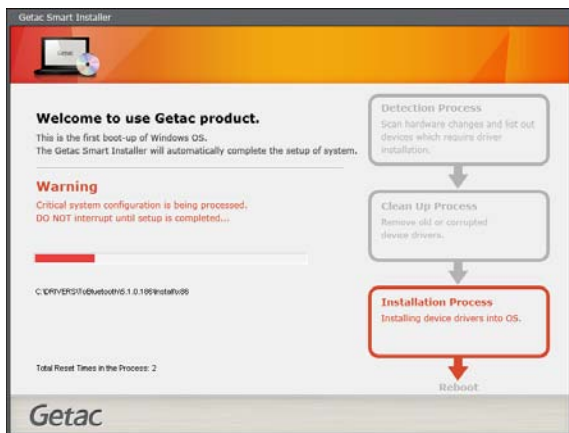 Getac Smart Installer
Getac
Welcome to use Getac product.
This is the first boot-up of Windows OS.
The Getac Smart Installer will automatically complete the setup of system.
Warning
Critical system configuration is being processed.
DO NOT interrupt until setup is completed...
Total Reset Times in the Process: 2
Detection Process
Scan hardware changes and list out
devices which require driver
installation.
Clean Up Process
Remove old or corrupted
device drivers.
Installation Process
Installing device drivers into OS.
Reboot
Getac